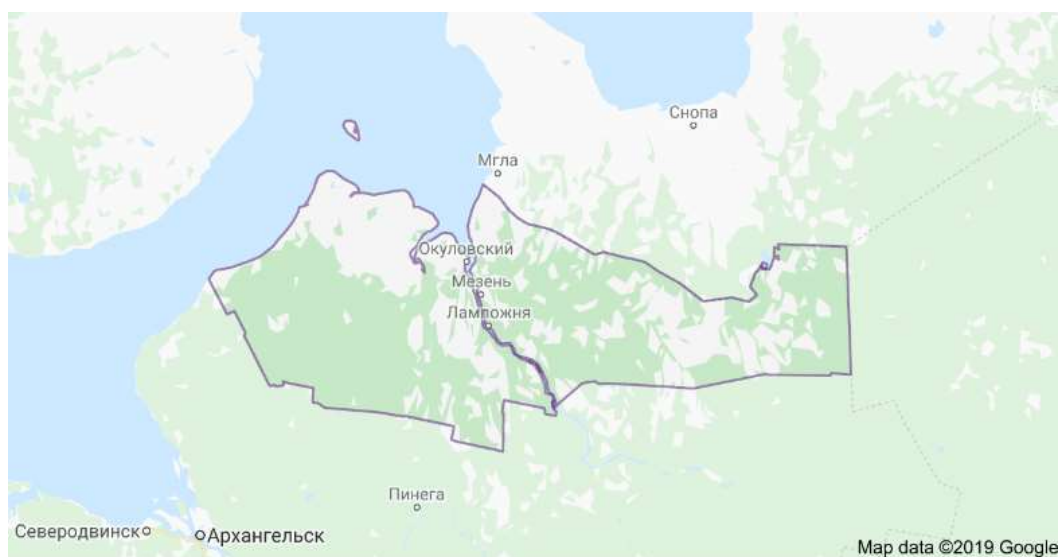 Снопа
Мгла
Окуловский
Мезень
Лампожня
Пинега
Северодвинск
Архангельск
Map data ©2019 Google